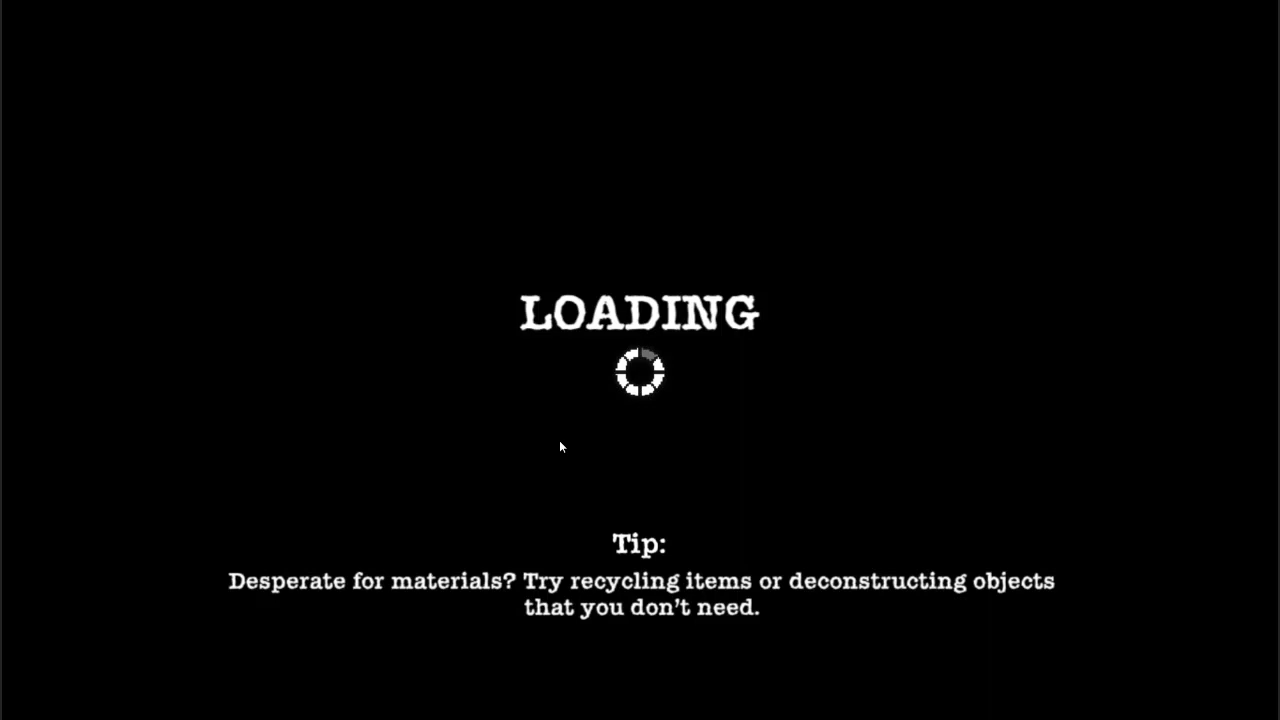 LOADING
Tip:
Desperate for materials? Try recycling items or deconstructing objects
that you don't need.